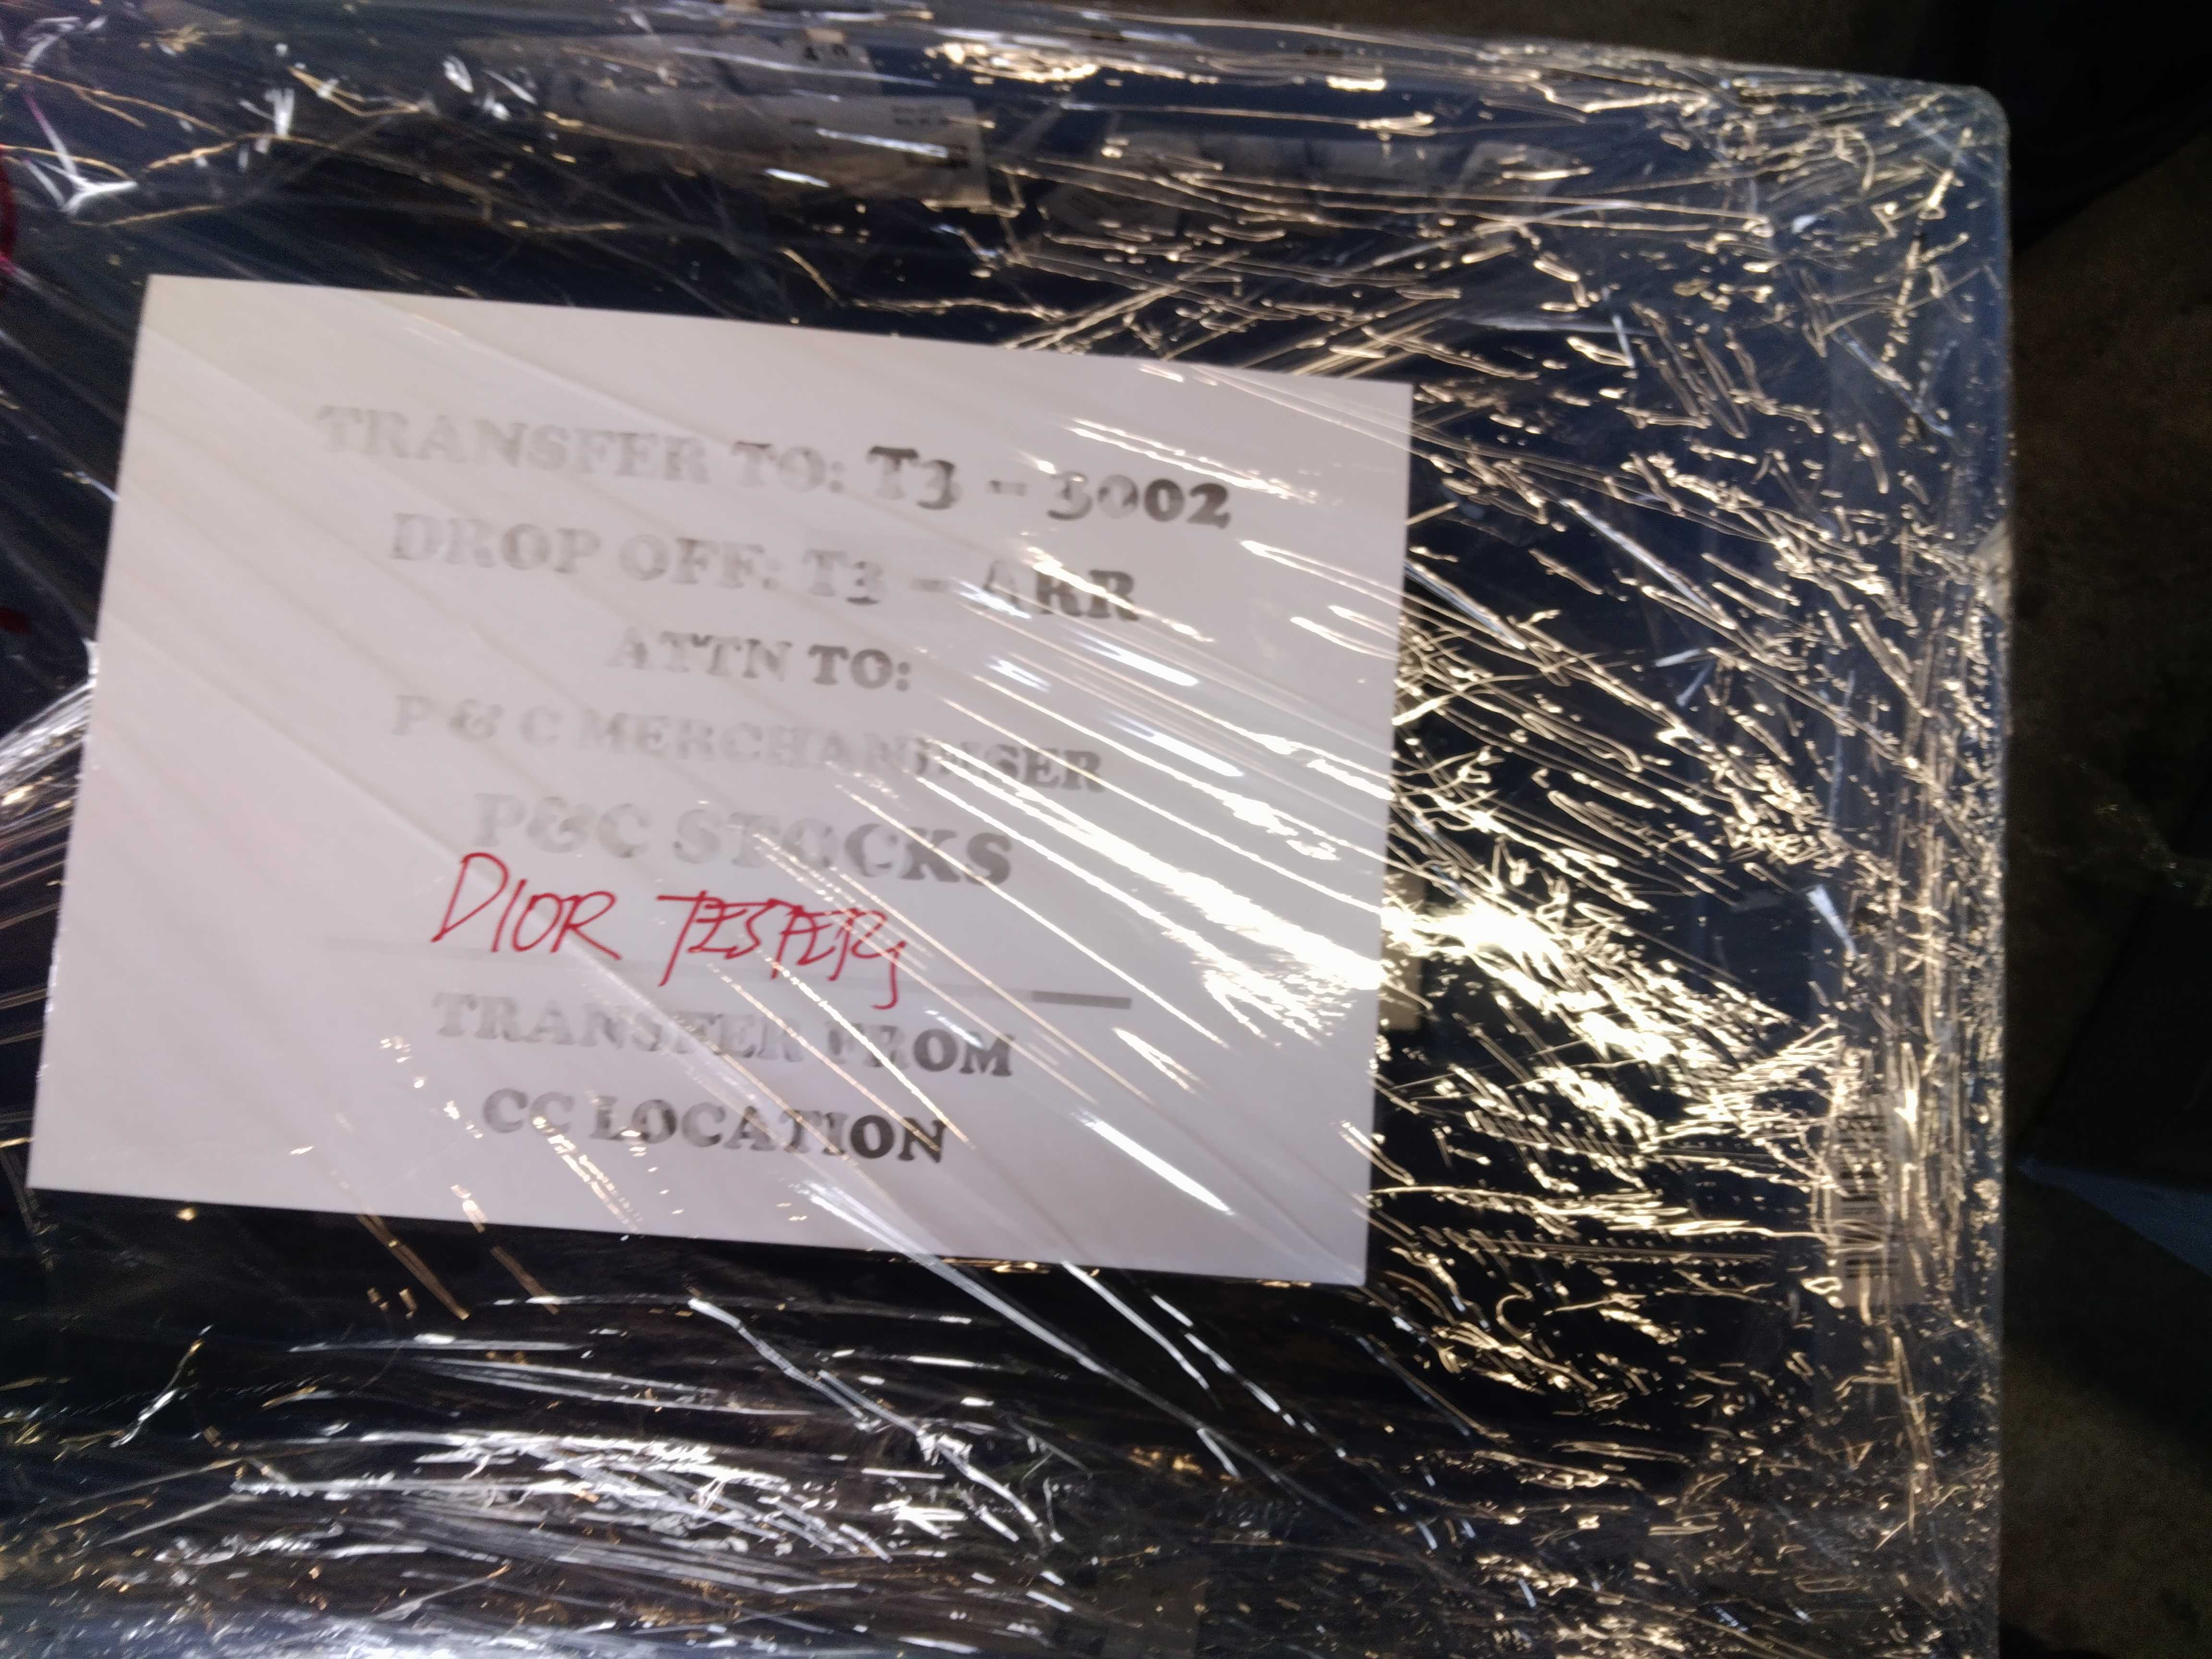 TRANSFER TO: T3 - 3002
DROP OFF: T3 - ARR
ATTN TO:
P & C MERCHANDISER
P&C STOCKS
DIOR TESTERS
TRANSFER FROM
CC LOCATION